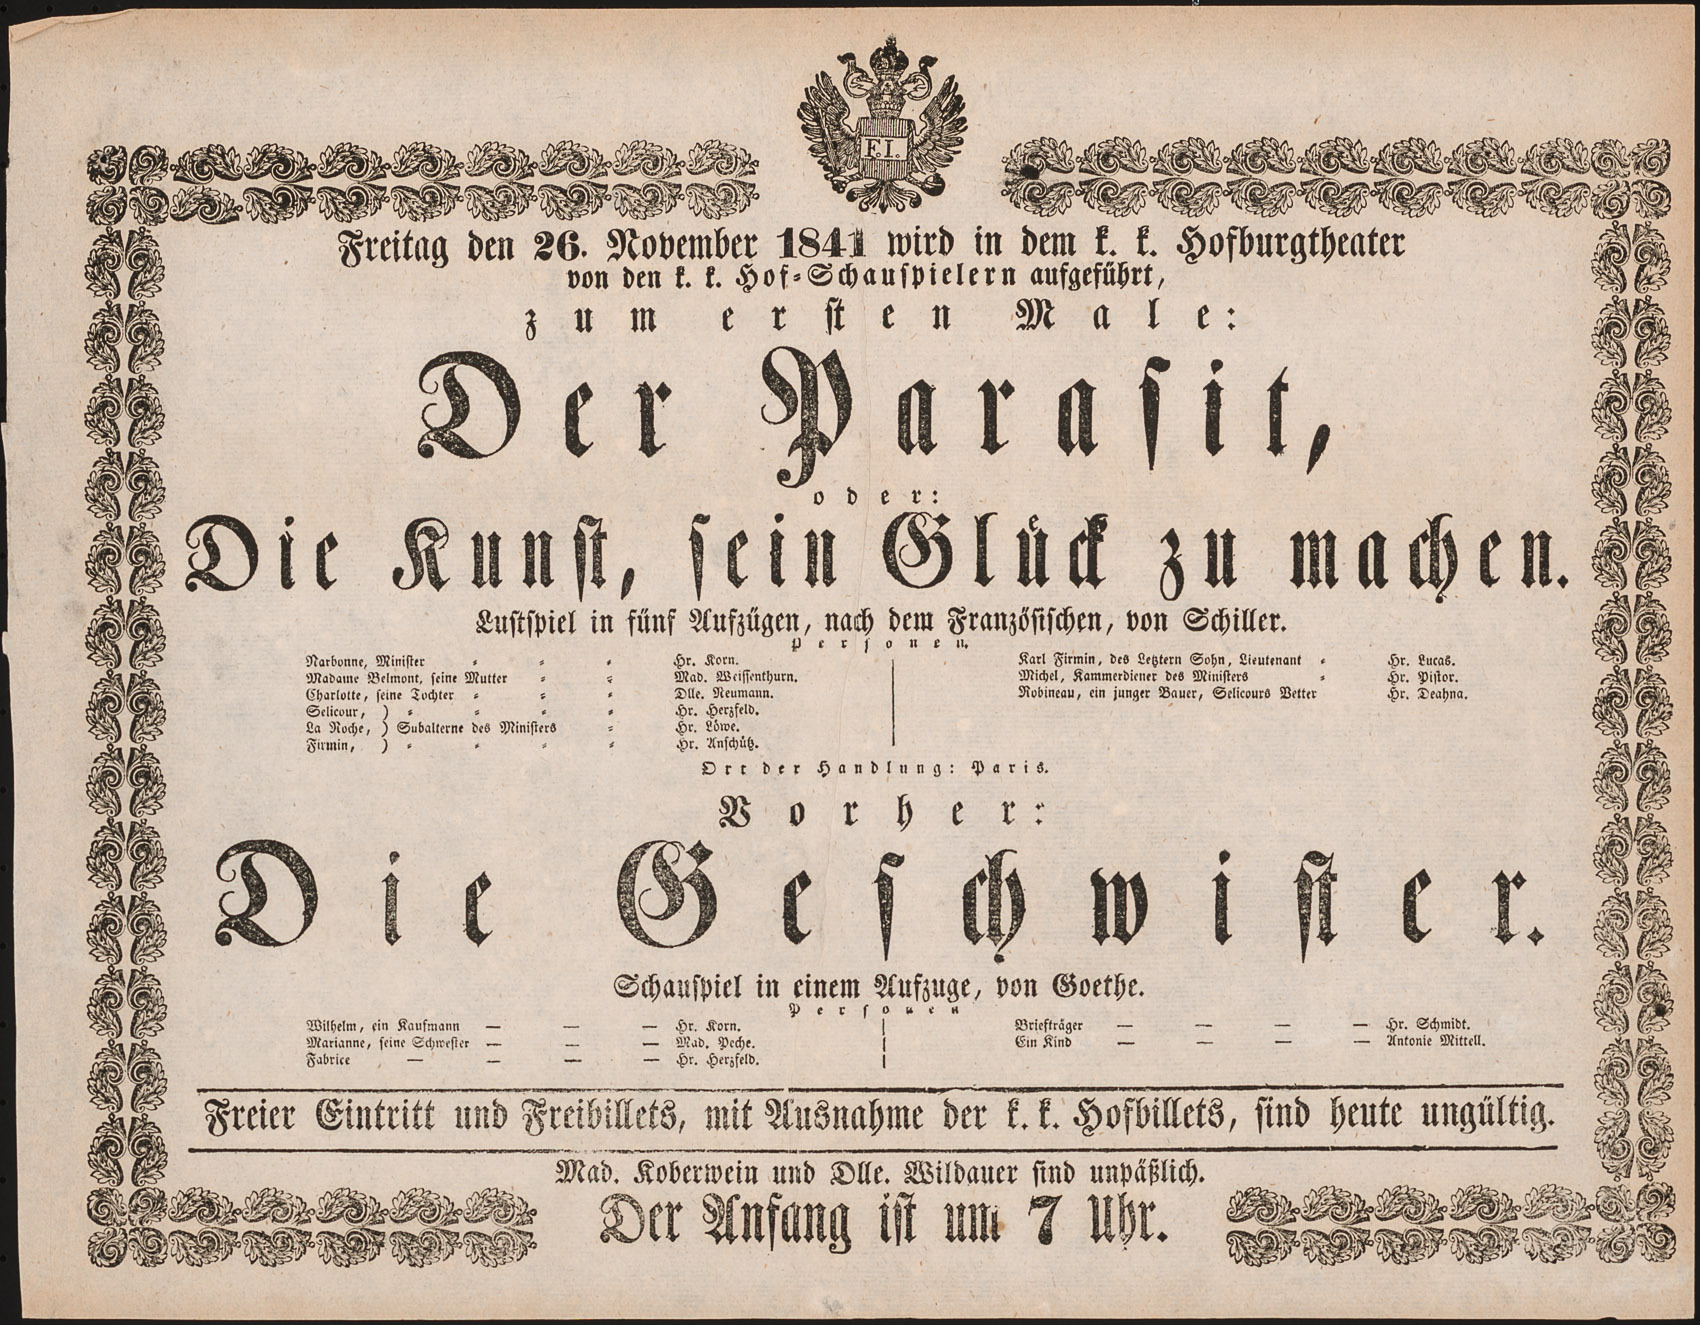 F.I.
Freitag den 26. November 1841 wird in dem k. k. Hofburgtheater
von den k. k. Hof-Schauspielern aufgeführt,
zum ersten Male:
Der Parasit,
oder:
Die Kunst, sein Glück zu machen.
Lustspiel in fünf Aufzügen, nach dem Französischen, von Schiller.
Personen.
Narbonne, Minister - - - Hr. Korn.
Madame Belmont, seine Mutter - - Mad. Weissenthurn.
Charlotte, seine Tochter - - - Dlle. Neumann.
Selicour, ) - - - - Hr. Herzfeld.
La Roche, ) Subalterne des Ministers - Hr. Löwe.
Firmin, ) - - - - Hr. Anschütz.
Karl Firmin, des Letztern Sohn, Lieutenant - Hr. Lucas.
Michel, Kammerdiener des Ministers - Hr. Pistor.
Robineau, ein junger Bauer, Selicours Vetter Hr. Deahna.
Ort der Handlung: Paris.
Vorher:
Die Geschwister.
Schauspiel in einem Aufzuge, von Goethe.
Personen
Wilhelm, ein Kaufmann — — — Hr. Korn.
Marianne, seine Schwester — — — Mad. Peche.
Fabrice — — — — Hr. Herzfeld.
Briefträger — — — — Hr. Schmidt.
Ein Kind — — — — Antonie Mittell.
Freier Eintritt und Freibillets, mit Ausnahme der k. k. Hofbillets, sind heute ungültig.
Mad. Koberwein und Dlle. Wildauer sind unpäßlich.
Der Anfang ist um 7 Uhr.